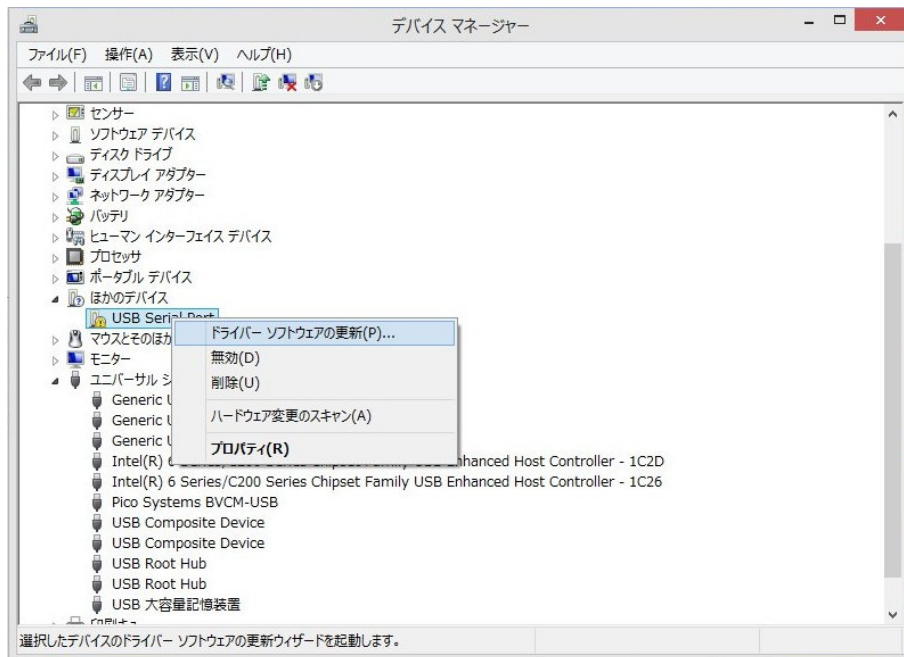 デバイス マネージャー
ファイル(F) 操作(A) 表示(V) ヘルプ(H)
センサー
ソフトウェア デバイス
ディスク ドライブ
ディスプレイ アダプター
ネットワーク アダプター
バッテリ
ヒューマン インターフェイス デバイス
プロセッサ
ポータブル デバイス
ほかのデバイス
USB Serial Port
ドライバー ソフトウェアの更新(P)...
マウスとそのほか
無効(D)
モニター
ユニバーサル シ
削除(U)
Generic U
Generic U
ハードウェア変更のスキャン(A)
Generic U
プロパティ(R)
Intel(R) 6 Series/C200 Series Chipset Family USB Enhanced Host Controller - 1C2D
Intel(R) 6 Series/C200 Series Chipset Family USB Enhanced Host Controller - 1C26
Pico Systems BVCM-USB
USB Composite Device
USB Composite Device
USB Root Hub
USB Root Hub
USB 大容量記憶装置
選択したデバイスのドライバー ソフトウェアの更新ウィザードを起動します。